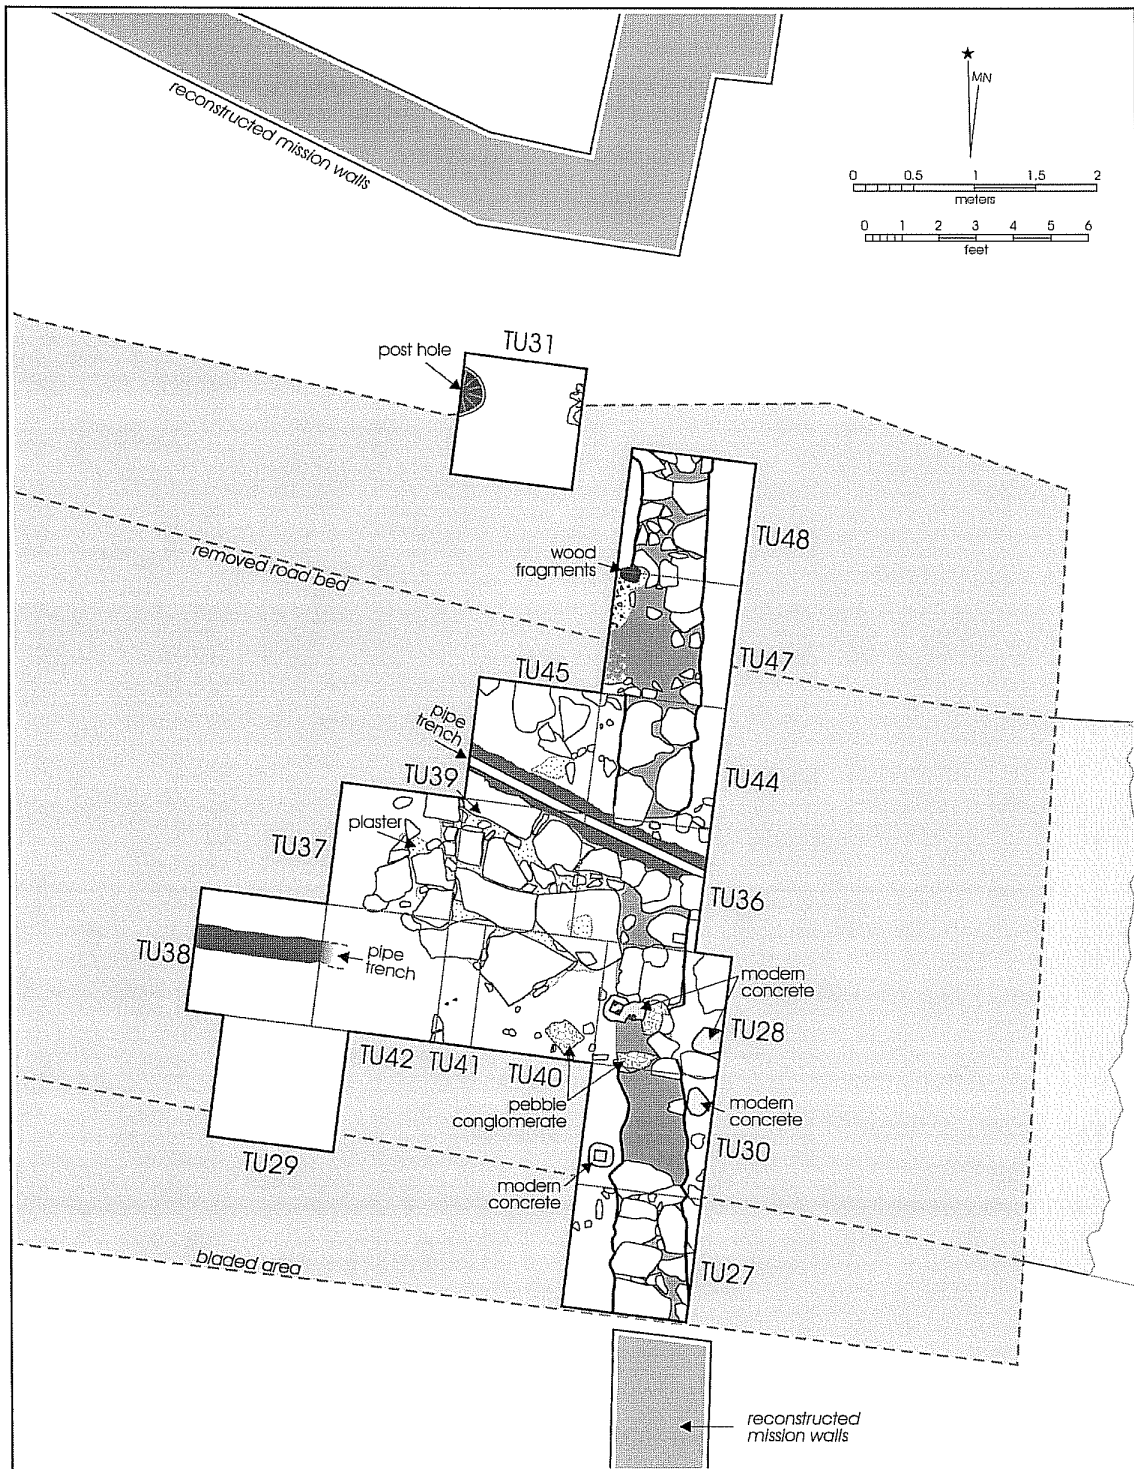 reconstructed mission walls
MN
0 0.5 1 1.5 2
meters
0 1 2 3 4 5 6
feet
TU31
post hole
TU48
wood
fragments
removed road bed
TU47
TU45
pipe
trench
TU44
TU39
plaster
TU37
TU36
TU38
pipe
trench
modern
concrete
TU28
TU42
TU41
TU40
pebble
conglomerate
modern
concrete
TU30
TU29
modern
concrete
bladed area
TU27
reconstructed
mission walls